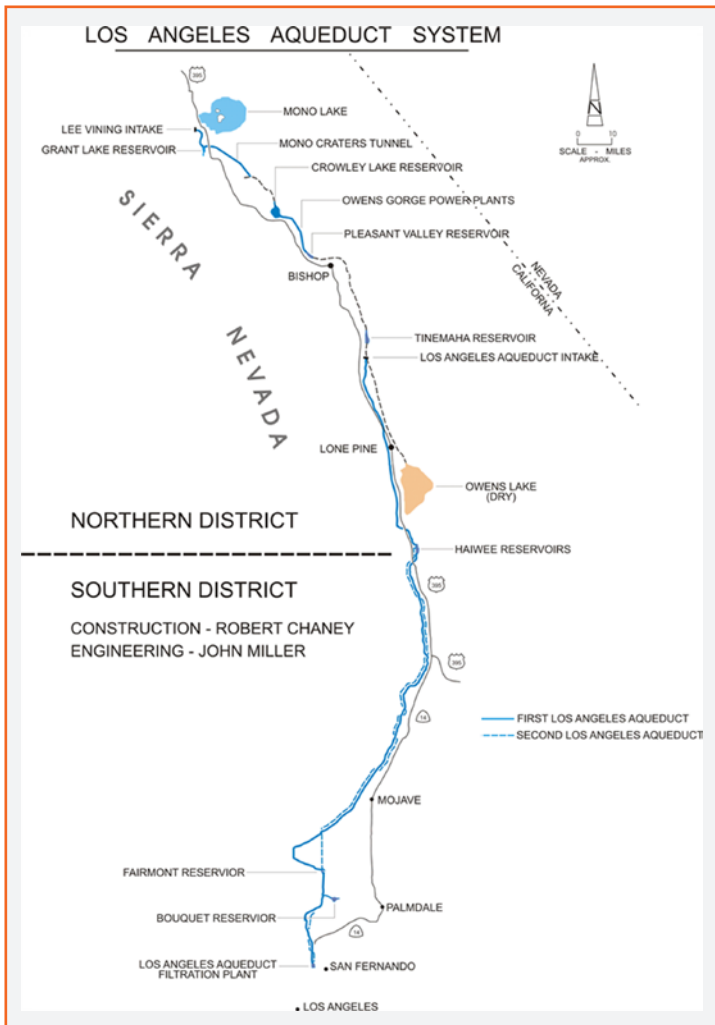 LOS ANGELES AQUEDUCT SYSTEM
395
MONO LAKE
LEE VINING INTAKE
GRANT LAKE RESERVOIR
MONO CRATERS TUNNEL
CROWLEY LAKE RESERVOIR
OWENS GORGE POWER PLANTS
PLEASANT VALLEY RESERVOIR
BISHOP
N
0 10
SCALE - MILES
APPROX.
NEVADA
CALIFORNIA
SIERRA NEVADA
TINEMAHA RESERVOIR
LOS ANGELES AQUEDUCT INTAKE
LONE PINE
OWENS LAKE
(DRY)
NORTHERN DISTRICT
HAIWEE RESERVOIRS
SOUTHERN DISTRICT
395
CONSTRUCTION - ROBERT CHANEY
ENGINEERING - JOHN MILLER
395
14
FIRST LOS ANGELES AQUEDUCT
SECOND LOS ANGELES AQUEDUCT
MOJAVE
FAIRMONT RESERVIOR
BOUQUET RESERVIOR
PALMDALE
14
LOS ANGELES AQUEDUCT
FILTRATION PLANT
SAN FERNANDO
LOS ANGELES